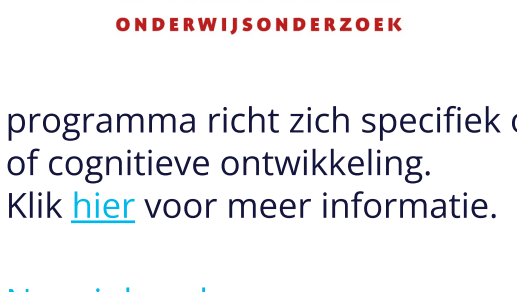 ONDERWIJSONDERZOEK
programma richt zich specifiek
of cognitieve ontwikkeling.
Klik hier voor meer informatie.